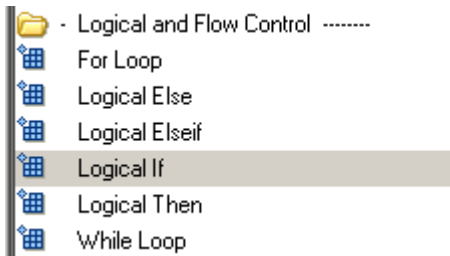 - Logical and Flow Control --------
For Loop
Logical Else
Logical Elseif
Logical If
Logical Then
While Loop